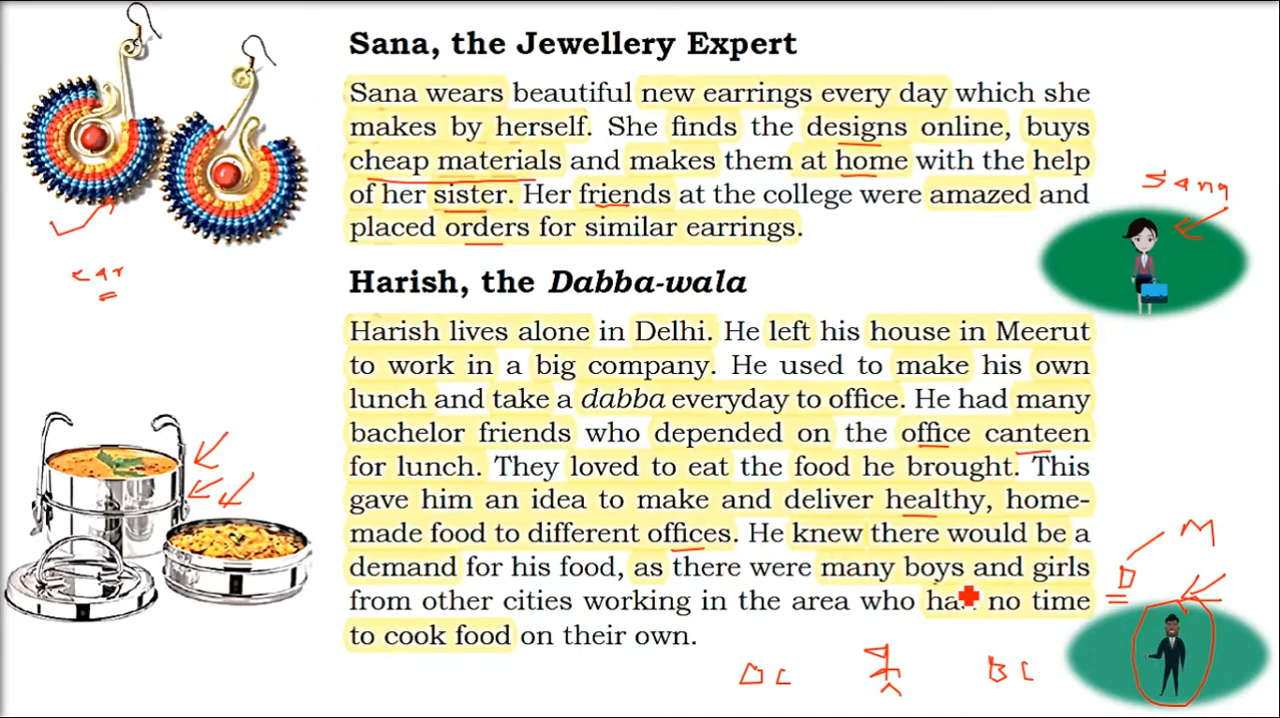 Sana, the Jewellery Expert
Sana wears beautiful new earrings every day which she
makes by herself. She finds the designs online, buys
cheap materials and makes them at home with the help
of her sister. Her friends at the college were amazed and
placed orders for similar earrings.
Sana
ear
Harish, the Dabba-wala
Harish lives alone in Delhi. He left his house in Meerut
to work in a big company. He used to make his own
lunch and take a dabba everyday to office. He had many
bachelor friends who depended on the office canteen
for lunch. They loved to eat the food he brought. This
gave him an idea to make and deliver healthy, home-
made food to different offices. He knew there would be a
demand for his food, as there were many boys and girls
from other cities working in the area who had no time
to cook food on their own.
M
D